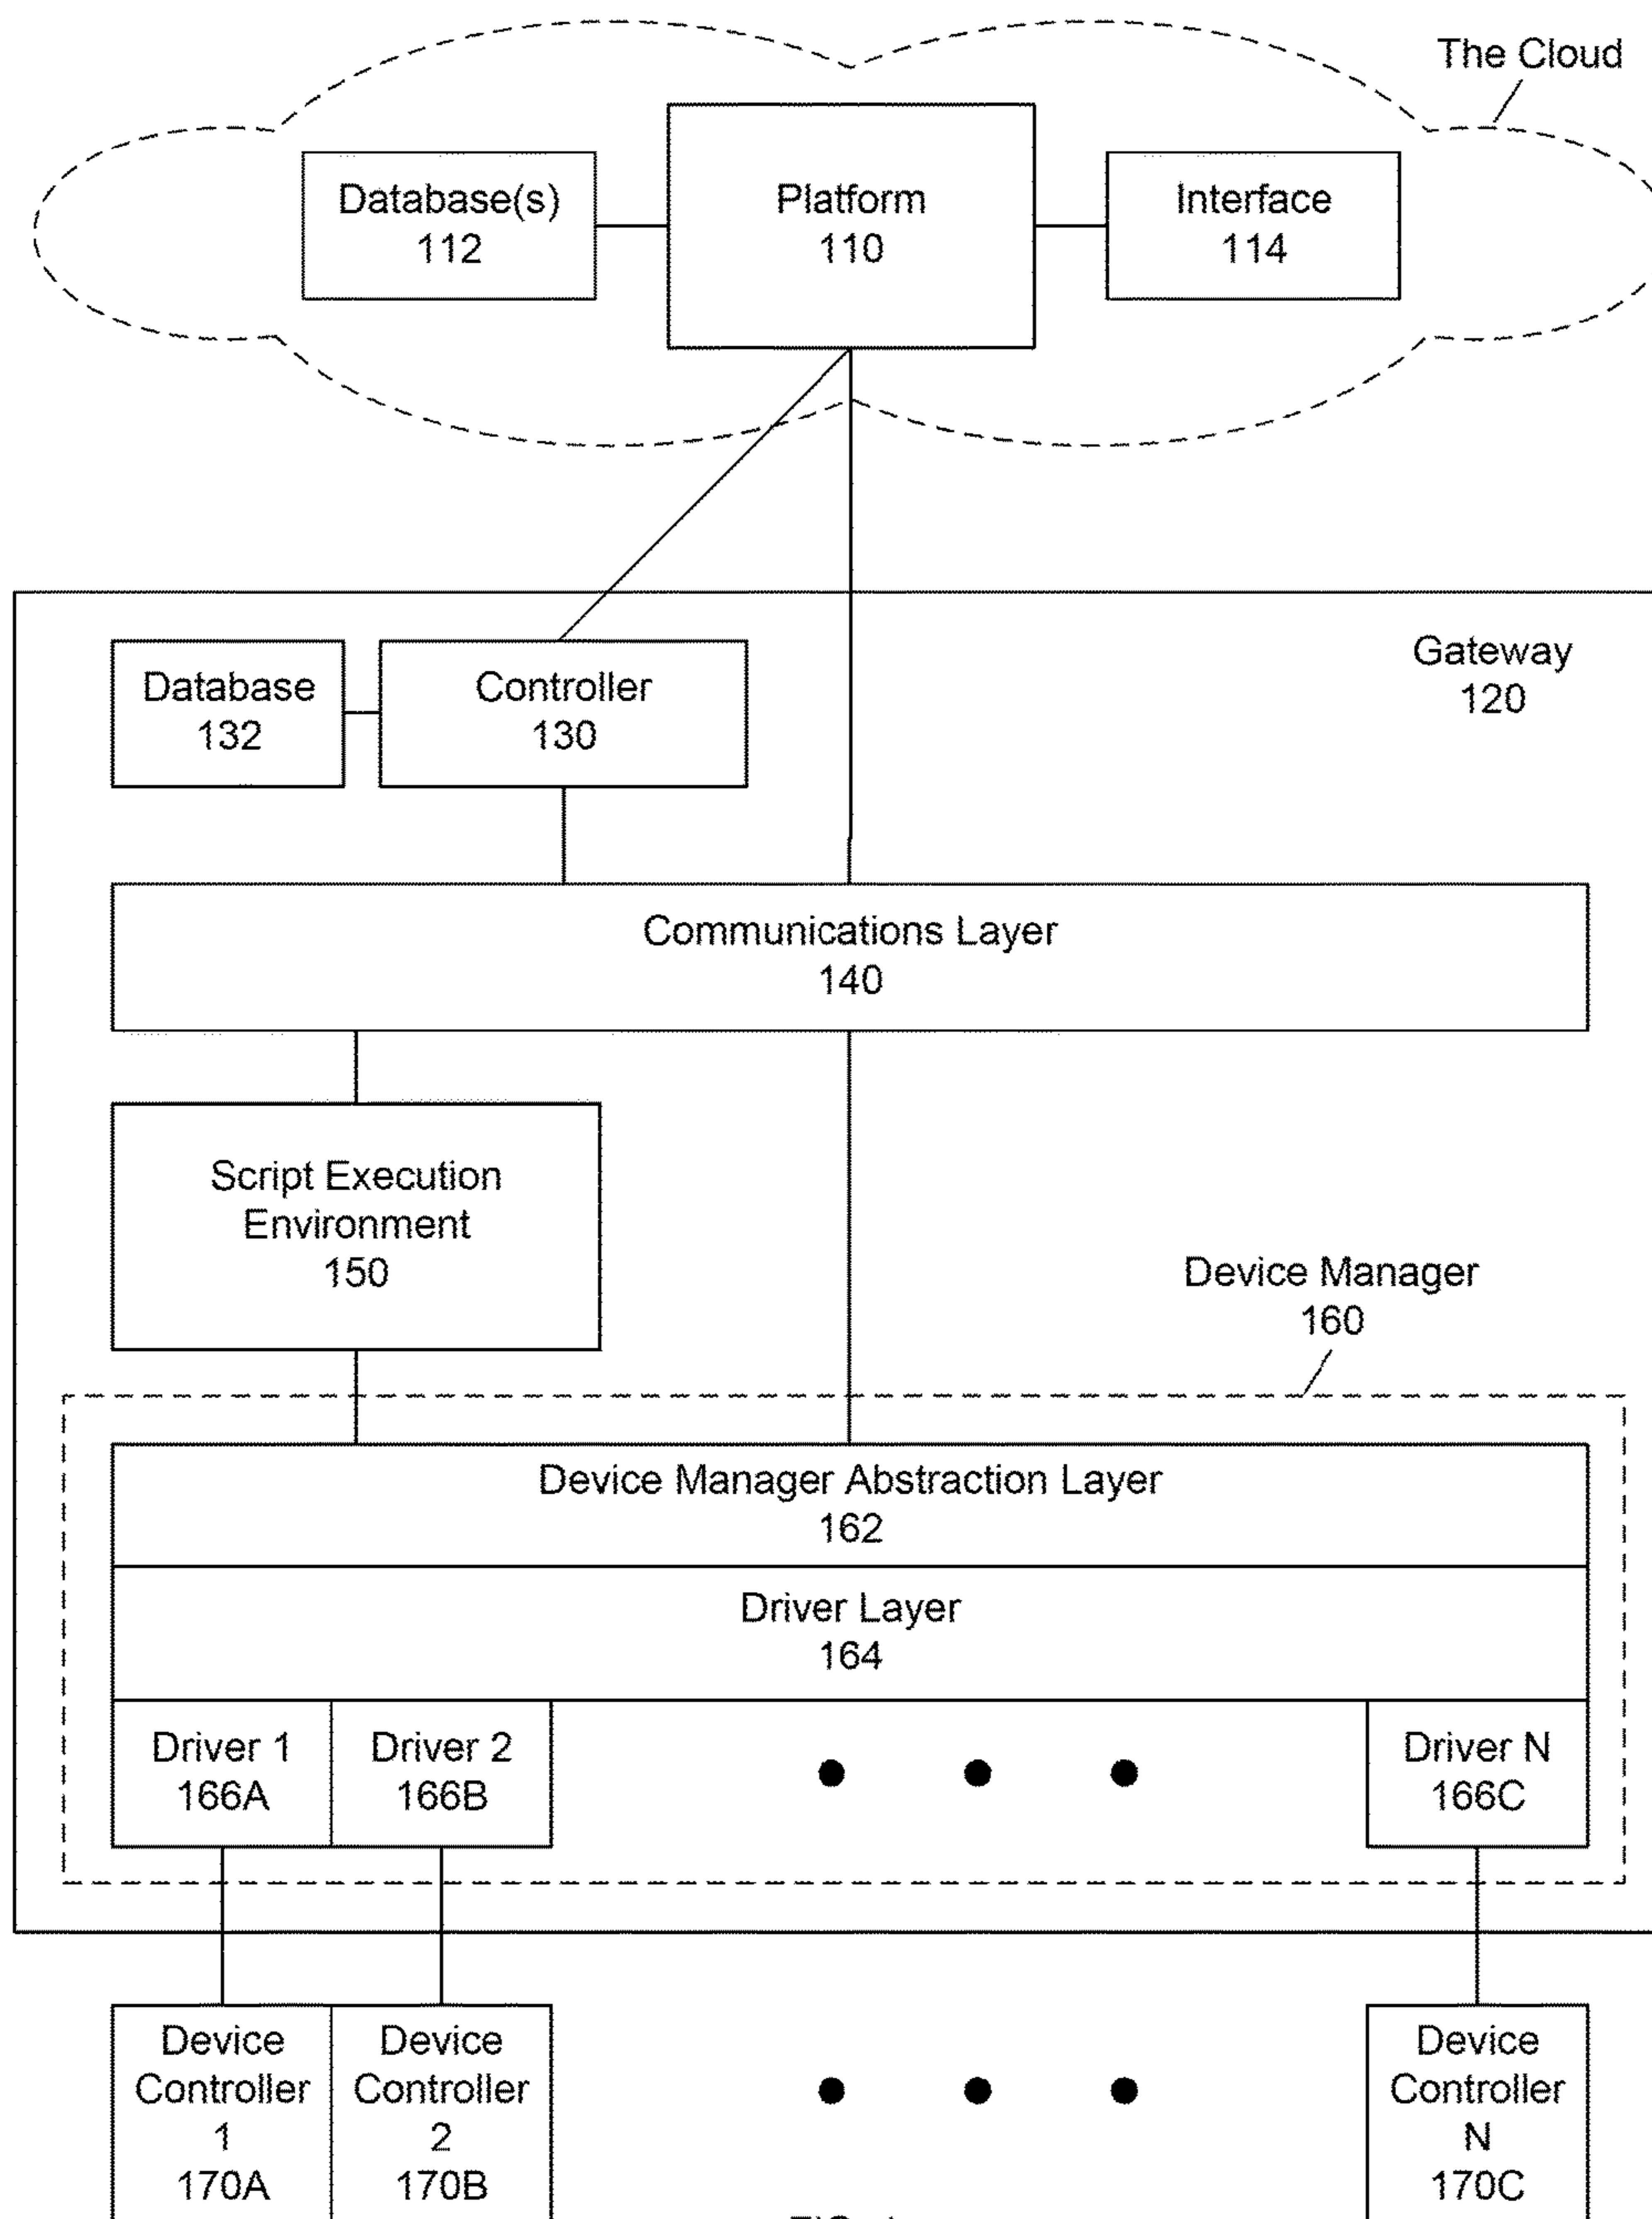 The Cloud
Database(s)
112
Platform
110
Interface
114
Gateway
120
Database
132
Controller
130
Communications Layer
140
Script Execution
Environment
150
Device Manager
160
Device Manager Abstraction Layer
162
Driver Layer
164
Driver 1
166A
Driver 2
166B
Driver N
166C
Device
Controller
1
170A
Device
Controller
2
170B
Device
Controller
N
170C